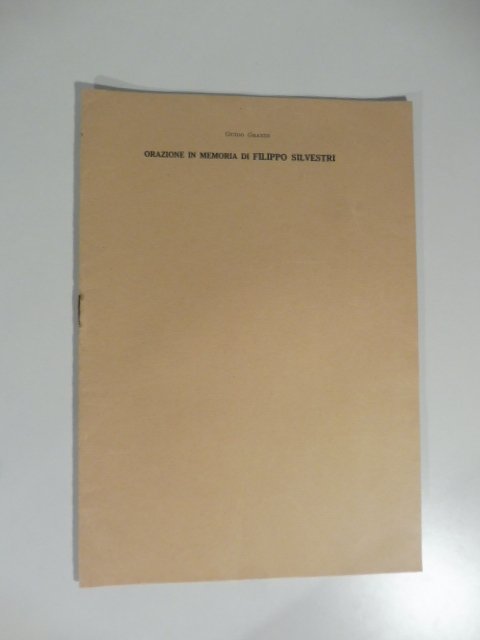 Guido Grandi
ORAZIONE IN MEMORIA DI FILIPPO SILVESTRI